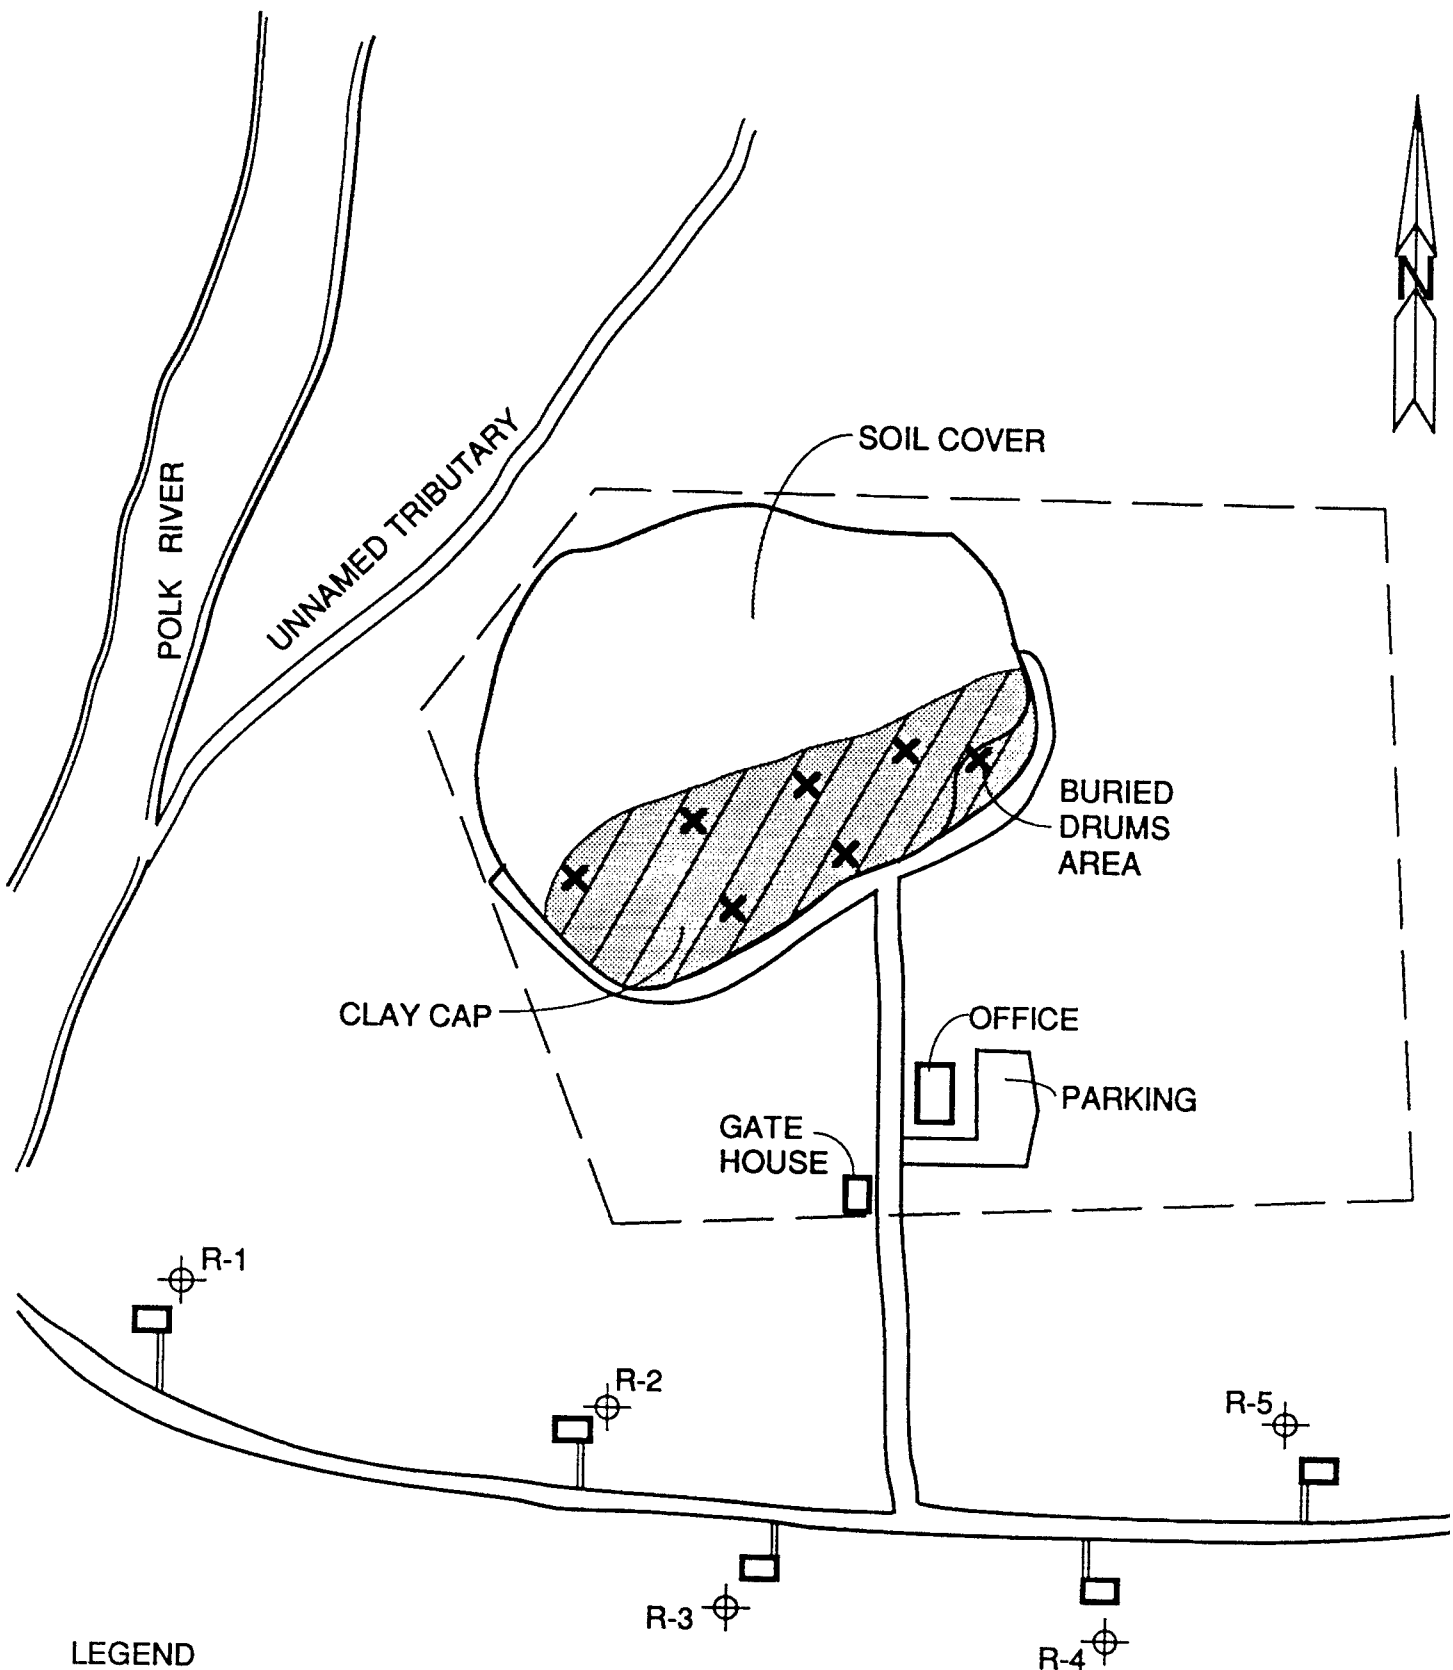 N
SOIL COVER
POLK RIVER
UNNAMED TRIBUTARY
BURIED
DRUMS
AREA
CLAY CAP
OFFICE
PARKING
GATE
HOUSE
R-1
R-2
R-5
R-3
R-4
LEGEND